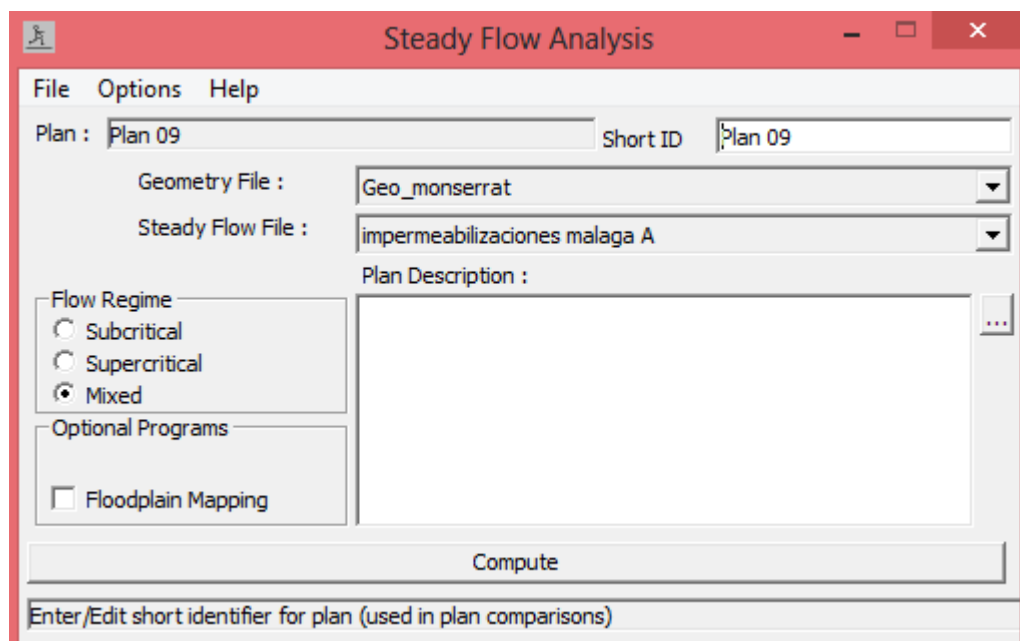 Steady Flow Analysis
File Options Help
Plan : Plan 09 Short ID Plan 09
Geometry File : Geo_monserrat
Steady Flow File : impermeabilizaciones malaga A
Plan Description :
Flow Regime
Subcritical
Supercritical
Mixed
...
Optional Programs
Floodplain Mapping
Compute
Enter/Edit short identifier for plan (used in plan comparisons)